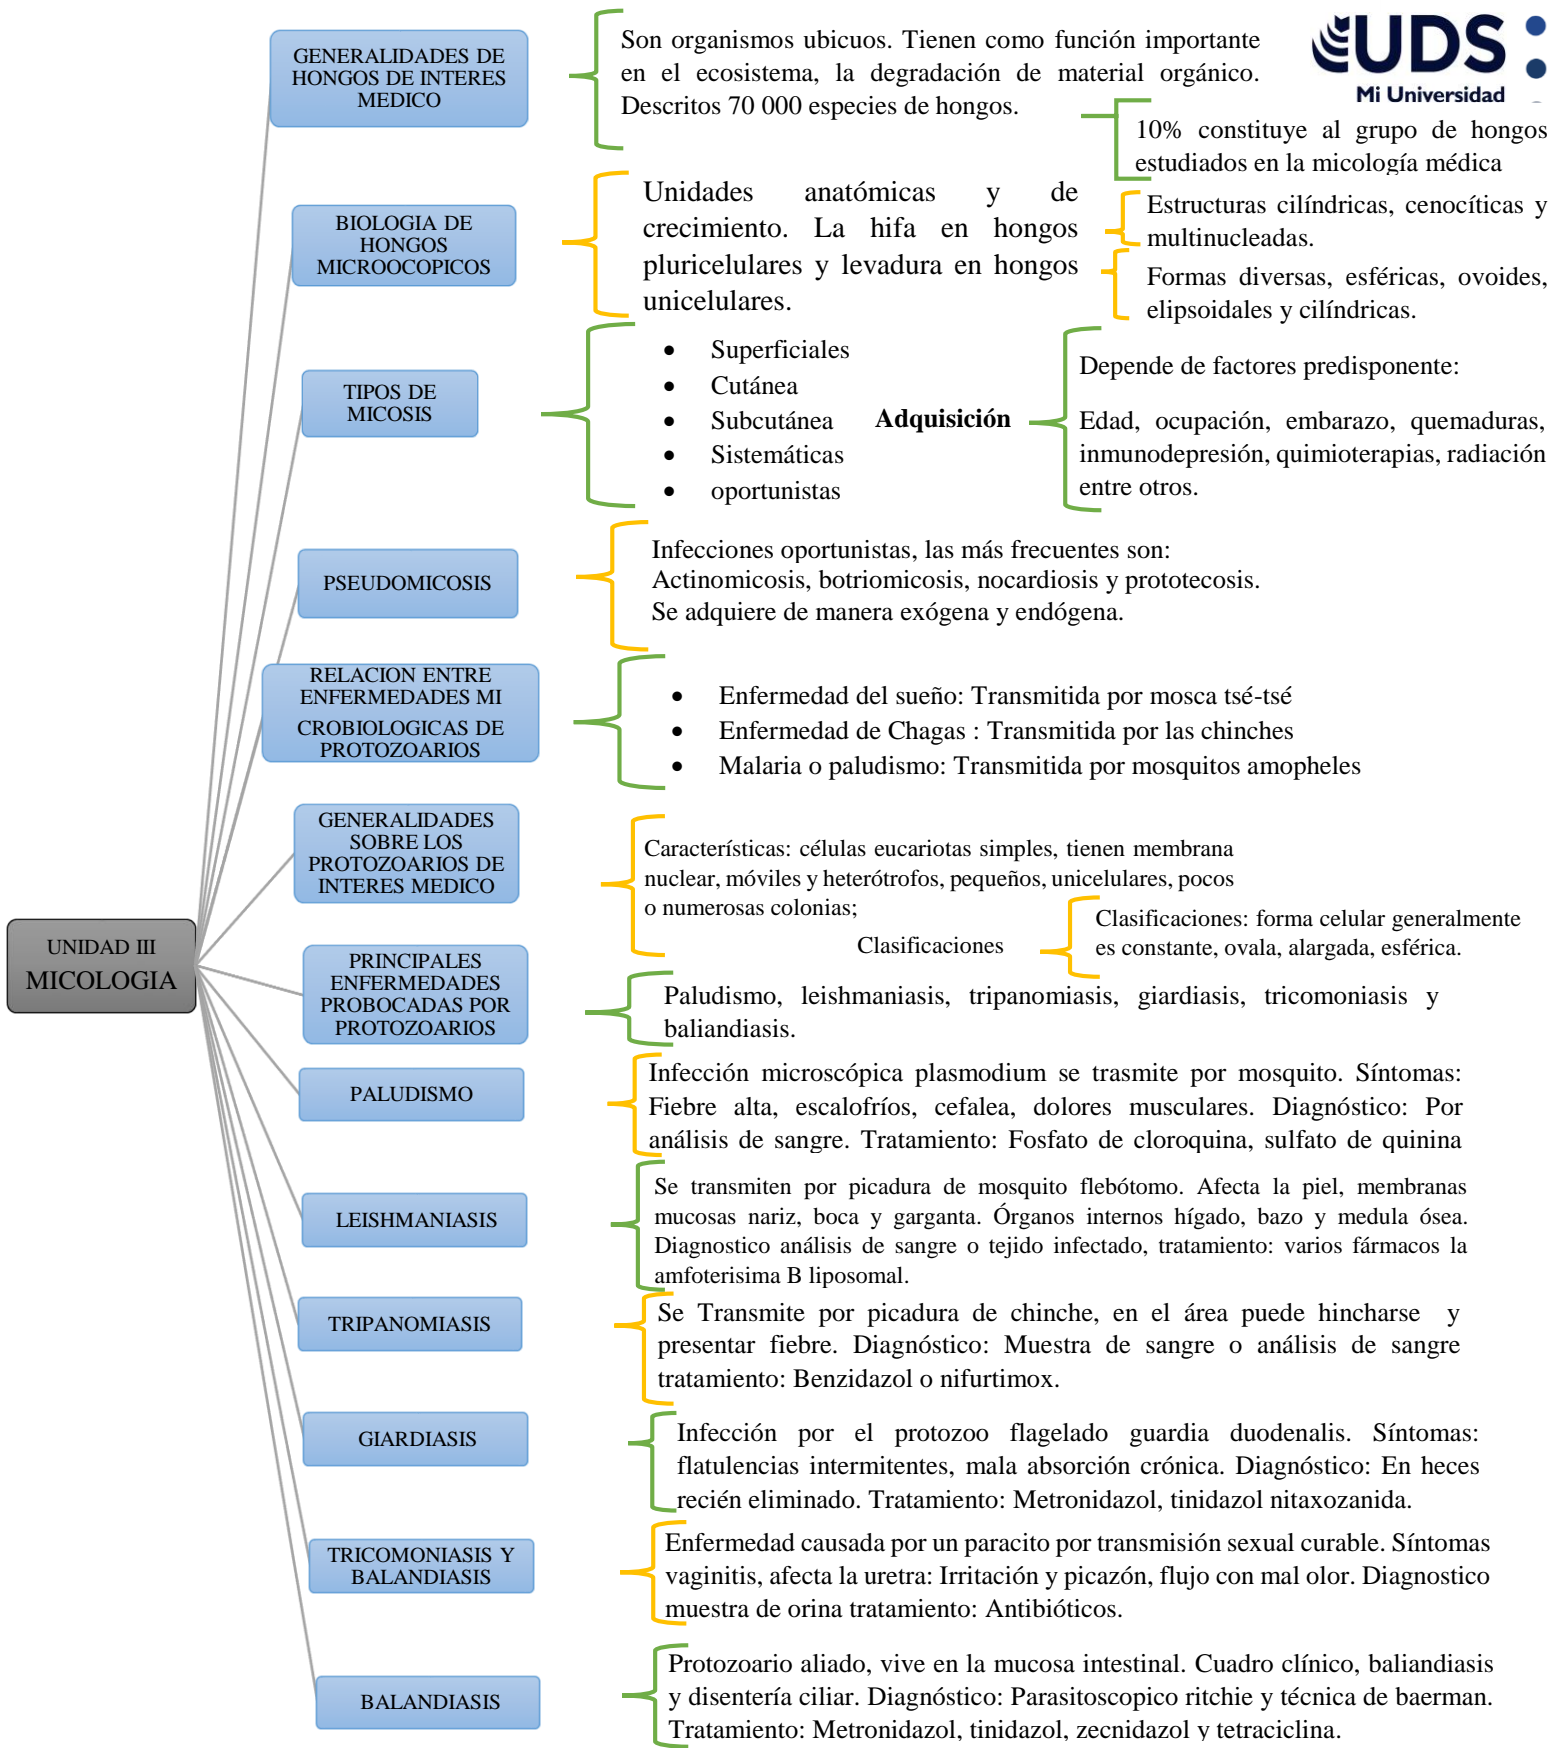 GENERALIDADES DE
HONGOS DE INTERES
MEDICO
Son organismos ubicuos. Tienen como función importante
en el ecosistema, la degradación de material orgánico.
Descritos 70 000 especies de hongos.
UDS
Mi Universidad
10% constituye al grupo de hongos
estudiados en la micología médica
BIOLOGIA DE
HONGOS
MICROOCOPICOS
Unidades anatómicas y de
crecimiento. La hifa en hongos
pluricelulares y levadura en hongos
unicelulares.
Estructuras cilíndricas, cenocíticas y
multinucleadas.
Formas diversas, esféricas, ovoides,
elipsoidales y cilíndricas.
TIPOS DE
MICOSIS
• Superficiales
• Cutánea
• Subcutánea
• Sistemáticas
• oportunistas
Adquisición
Depende de factores predisponente:
Edad, ocupación, embarazo, quemaduras,
inmunodepresión, quimioterapias, radiación
entre otros.
PSEUDOMICOSIS
Infecciones oportunistas, las más frecuentes son:
Actinomicosis, botriomicosis, nocardiosis y prototecosis.
Se adquiere de manera exógena y endógena.
RELACION ENTRE
ENFERMEDADES MI
CROBIOLOGICAS DE
PROTOZOARIOS
• Enfermedad del sueño: Transmitida por mosca tsé-tsé
• Enfermedad de Chagas : Transmitida por las chinches
• Malaria o paludismo: Transmitida por mosquitos amopheles
GENERALIDADES
SOBRE LOS
PROTOZOARIOS DE
INTERES MEDICO
Características: células eucariotas simples, tienen membrana
nuclear, móviles y heterótrofos, pequeños, unicelulares, pocos
o numerosas colonias;
Clasificaciones
Clasificaciones: forma celular generalmente
es constante, ovala, alargada, esférica.
UNIDAD III
MICOLOGIA
PRINCIPALES
ENFERMEDADES
PROBOCADAS POR
PROTOZOARIOS
Paludismo, leishmaniasis, tripanomiasis, giardiasis, tricomoniasis y
baliandiasis.
PALUDISMO
Infección microscópica plasmodium se trasmite por mosquito. Síntomas:
Fiebre alta, escalofríos, cefalea, dolores musculares. Diagnóstico: Por
análisis de sangre. Tratamiento: Fosfato de cloroquina, sulfato de quinina
LEISHMANIASIS
Se transmiten por picadura de mosquito flebótomo. Afecta la piel, membranas
mucosas nariz, boca y garganta. Órganos internos hígado, bazo y medula ósea.
Diagnostico análisis de sangre o tejido infectado, tratamiento: varios fármacos la
amfoterisima B liposomal.
TRIPANOMIASIS
Se Transmite por picadura de chinche, en el área puede hincharse y
presentar fiebre. Diagnóstico: Muestra de sangre o análisis de sangre
tratamiento: Benzidazol o nifurtimox.
GIARDIASIS
Infección por el protozoo flagelado guardia duodenalis. Síntomas:
flatulencias intermitentes, mala absorción crónica. Diagnóstico: En heces
recién eliminado. Tratamiento: Metronidazol, tinidazol nitaxozanida.
TRICOMONIASIS Y
BALANDIASIS
Enfermedad causada por un paracito por transmisión sexual curable. Síntomas
vaginitis, afecta la uretra: Irritación y picazón, flujo con mal olor. Diagnostico
muestra de orina tratamiento: Antibióticos.
BALANDIASIS
Protozoario aliado, vive en la mucosa intestinal. Cuadro clínico, baliandiasis
y disentería ciliar. Diagnóstico: Parasitoscopico ritchie y técnica de baerman.
Tratamiento: Metronidazol, tinidazol, zecnidazol y tetraciclina.